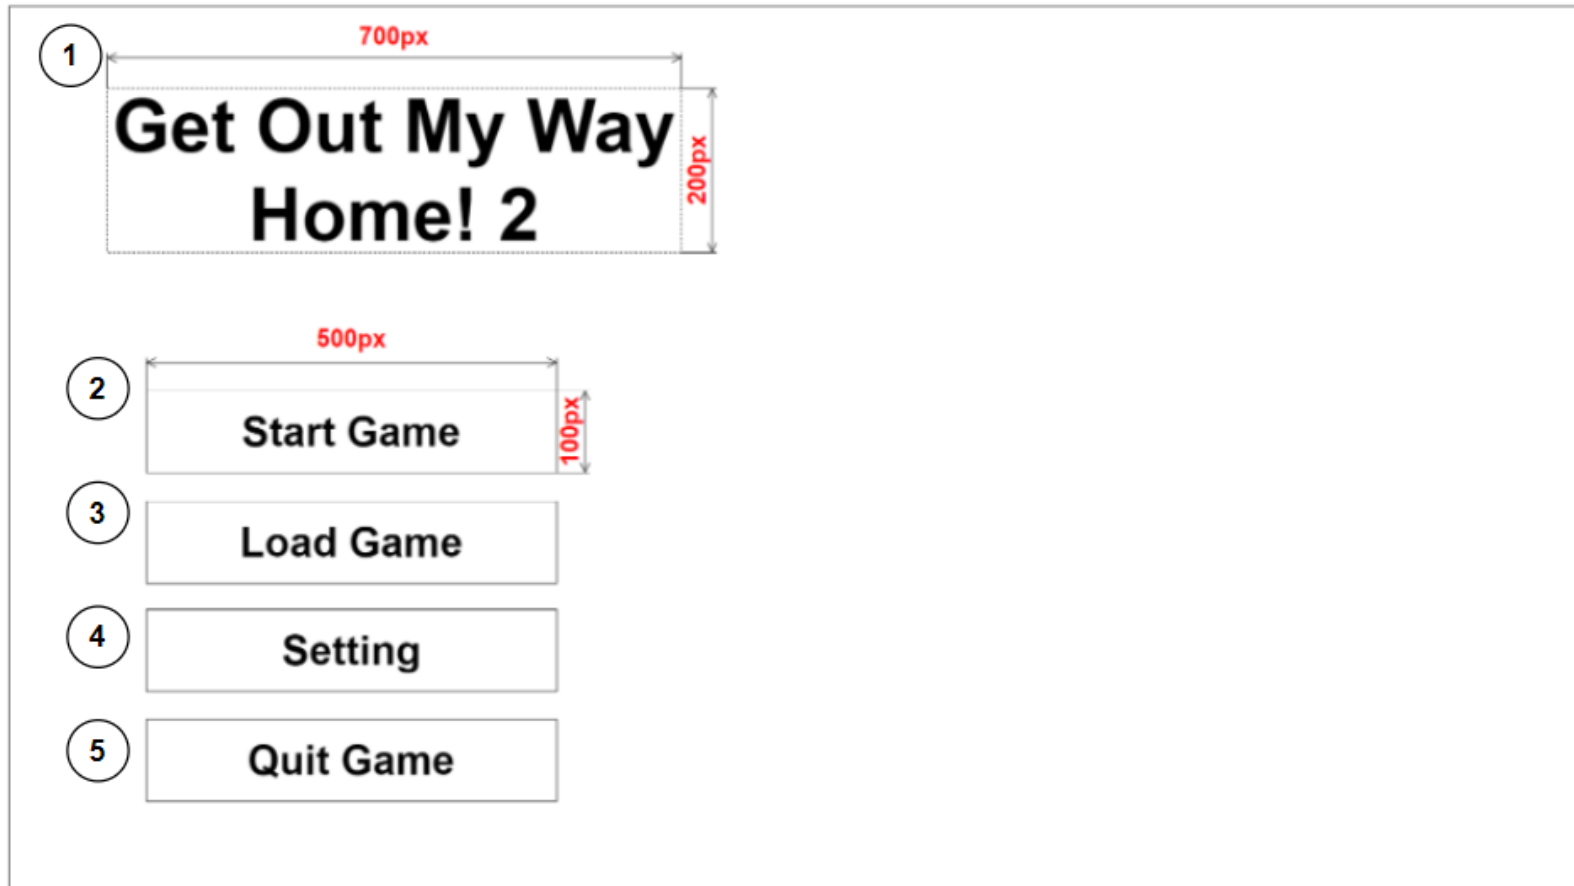 1
700px
Get Out My Way
Home! 2
200px
500px
2
Start Game
100px
3
Load Game
4
Setting
5
Quit Game